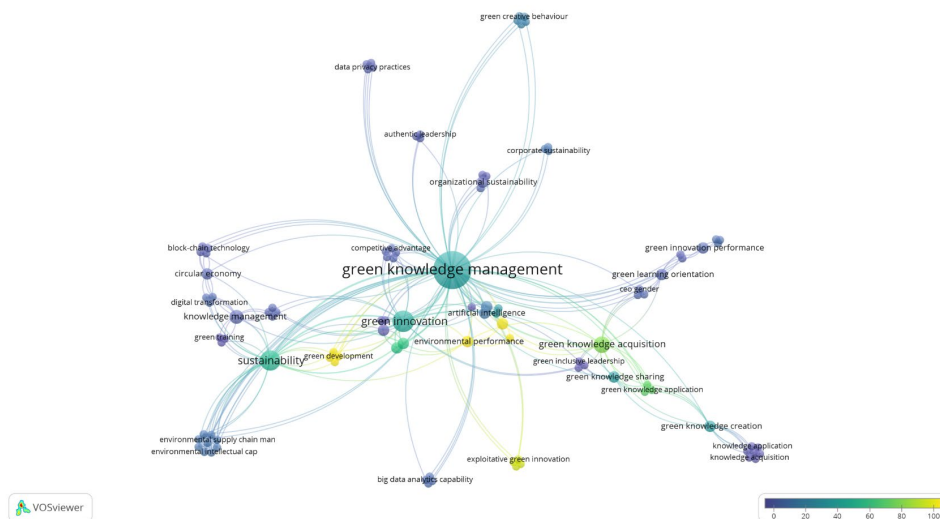 green creative behaviour
data privacy practices
authentic leadership
corporate sustainability
organizational sustainability
block-chain technology
competitive advantage
green innovation performance
green knowledge management
circular economy
green learning orientation
ceo gender
digital transformation
knowledge management
artificial intelligence
green innovation
green training
environmental performance
green knowledge acquisition
green development
sustainability
green inclusive leadership
green knowledge sharing
green knowledge application
green knowledge creation
environmental supply chain man
knowledge application
environmental intellectual cap
knowledge acquisition
exploitative green innovation
big data analytics capability
VOSviewer
0 20 40 60 80 100